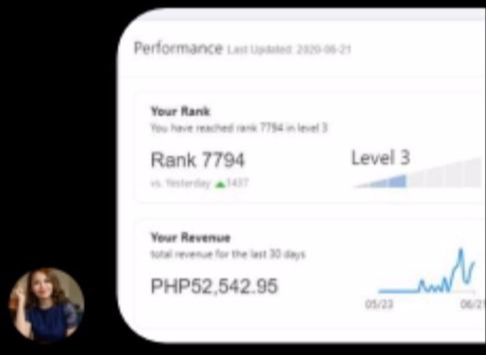 Performance Last Updated: 2020-06-21
Your Rank
You have reached rank 7794 in level 3
Rank 7794
Level 3
vs. Yesterday ▲1437
Your Revenue
total revenue for the last 30 days
PHP52,542.95
05/23
06/21